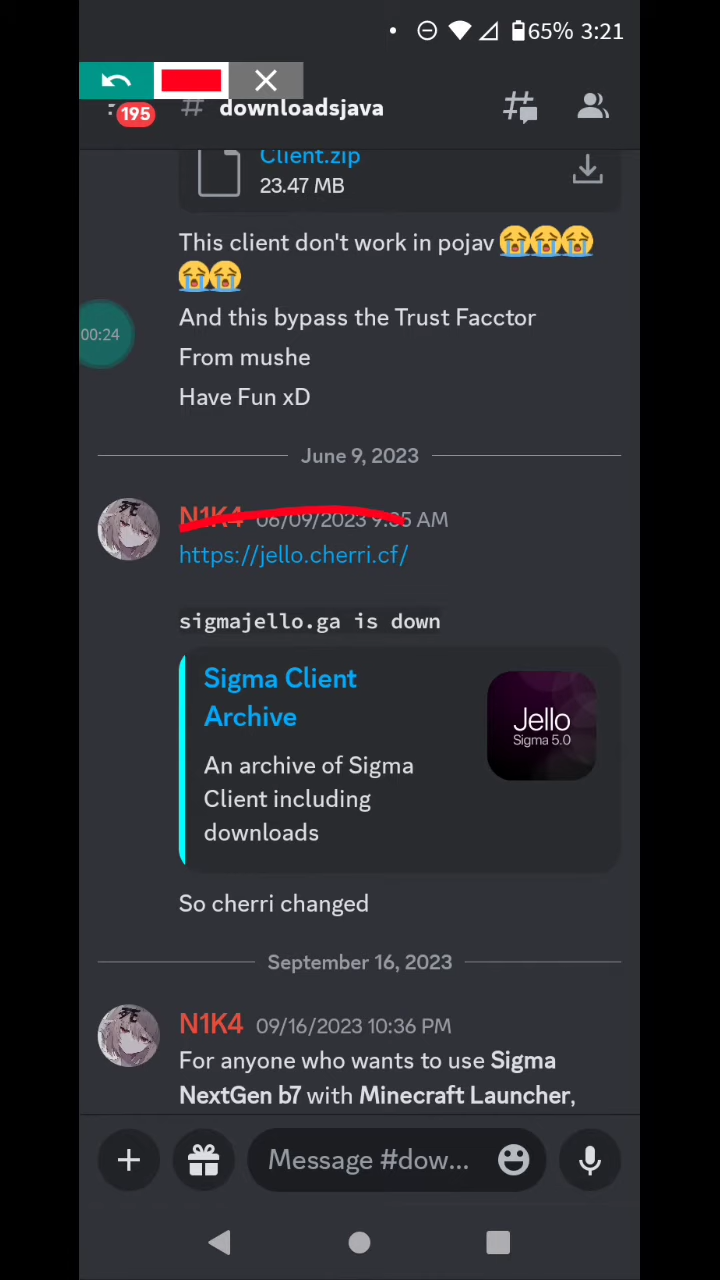 65% 3:21
195
# downloadsjava
Client.zip
23.47 MB
This client don't work in pojav 😭😭😭
😭😭
And this bypass the Trust Facctor
00:24
From mushe
Have Fun xD
June 9, 2023
N1K4 06/09/2023 9:35 AM
https://jello.cherri.cf/
sigmajello.ga is down
Sigma Client
Archive
Jello
Sigma 5.0
An archive of Sigma
Client including
downloads
So cherri changed
September 16, 2023
N1K4 09/16/2023 10:36 PM
For anyone who wants to use Sigma
NextGen b7 with Minecraft Launcher,
Message #dow...